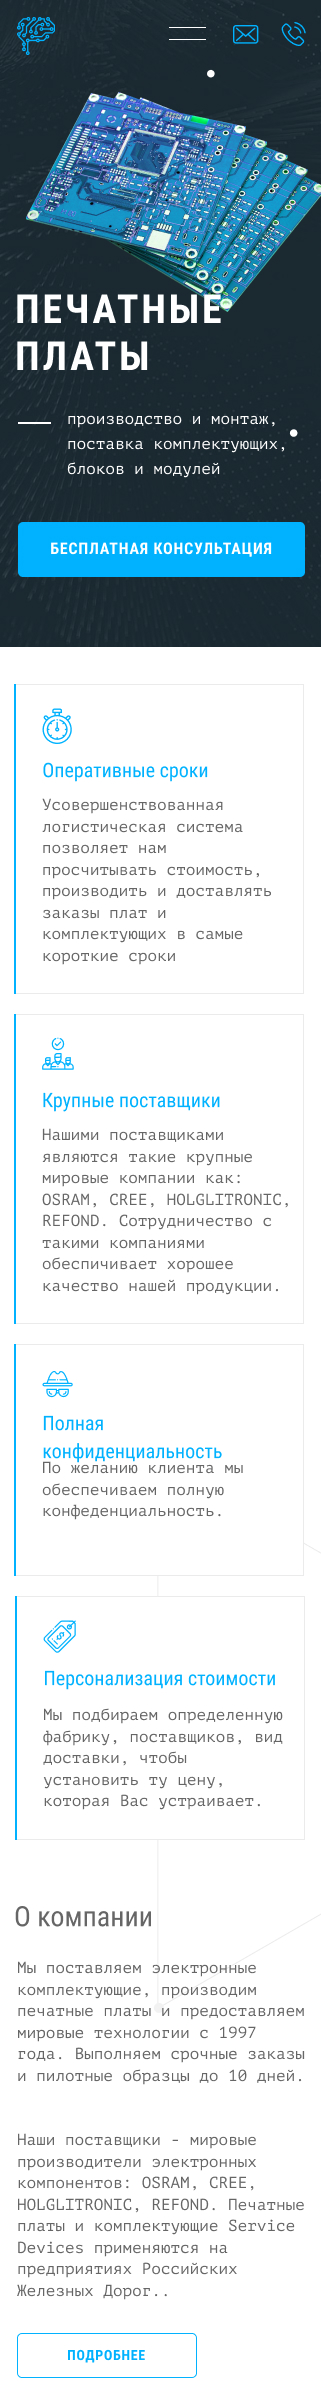 ПЕЧАТНЫЕ
ПЛАТЫ
производство и монтаж,
поставка комплектующих,
блоков и модулей
БЕСПЛАТНАЯ КОНСУЛЬТАЦИЯ
Оперативные сроки
Усовершенствованная
логистическая система
позволяет нам
просчитывать стоимость,
производить и доставлять
заказы плат и
комплектующих в самые
короткие сроки
Крупные поставщики
Нашими поставщиками
являются такие крупные
мировые компании как:
OSRAM, CREE, HOLGLITRONIC,
REFOND. Сотрудничество с
такими компаниями
обеспичивает хорошее
качество нашей продукции.
Полная
конфиденциальность
По желанию клиента мы
обеспечиваем полную
конфеденциальность.
Персонализация стоимости
Мы подбираем определенную
фабрику, поставщиков, вид
доставки, чтобы
установить ту цену,
которая Вас устраивает.
О компании
Мы поставляем электронные
комплектующие, производим
печатные платы и предоставляем
мировые технологии с 1997
года. Выполняем срочные заказы
и пилотные образцы до 10 дней.
Наши поставщики - мировые
производители электронных
компонентов: OSRAM, CREE,
HOLGLITRONIC, REFOND. Печатные
платы и комплектующие Service
Devices применяются на
предприятиях Российских
Железных Дорог..
ПОДРОБНЕЕ